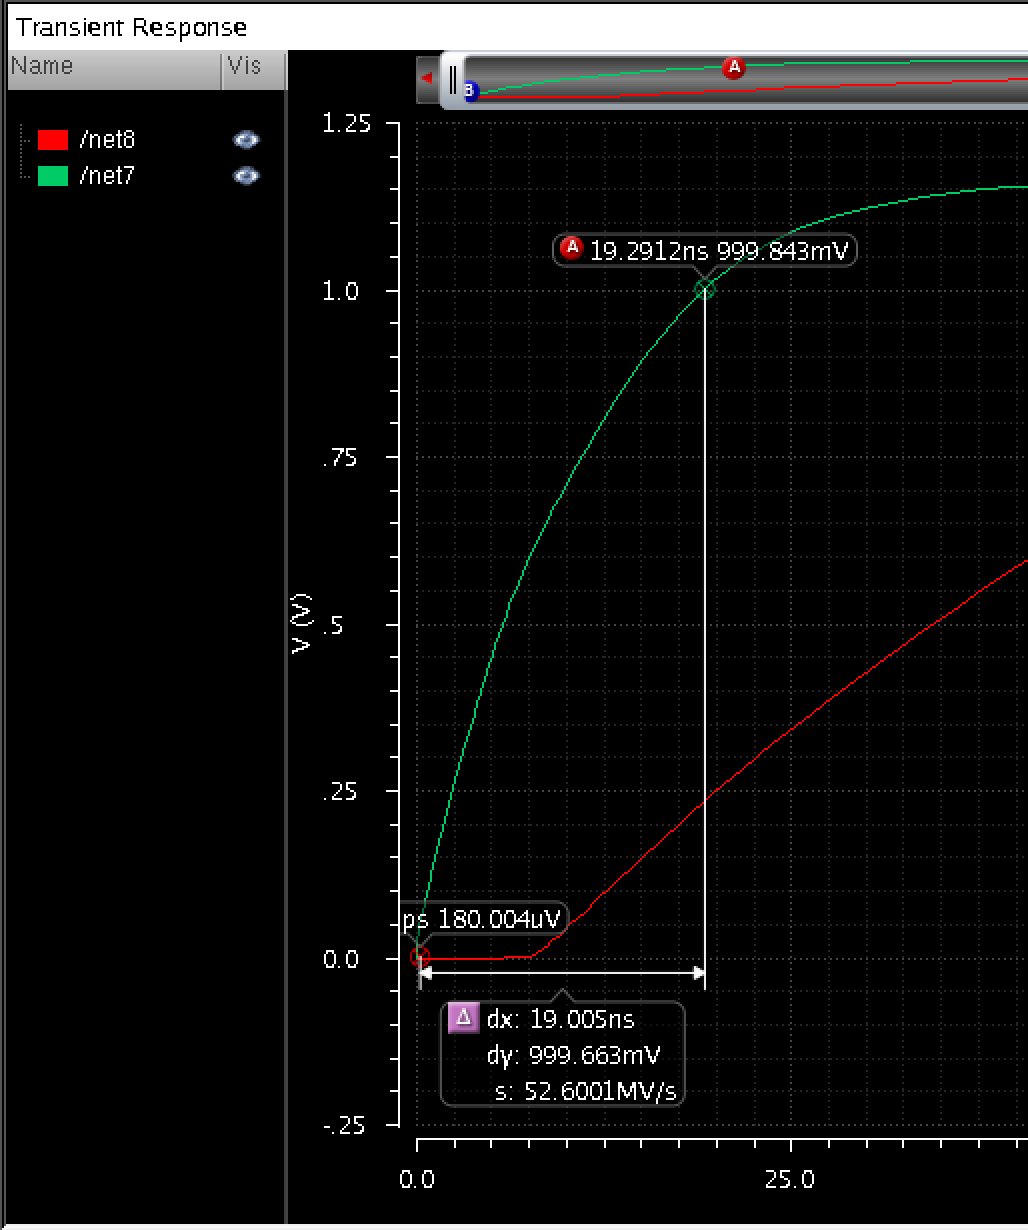 Transient Response
Name Vis
/net8
/net7
A
B
1.25
1.0
.75
.5
.25
0.0
-.25
V (V)
A 19.2912ns 999.843mV
ps 180.004uV
Δ dx: 19.005ns
dy: 999.663mV
s: 52.6001MV/s
0.0 25.0